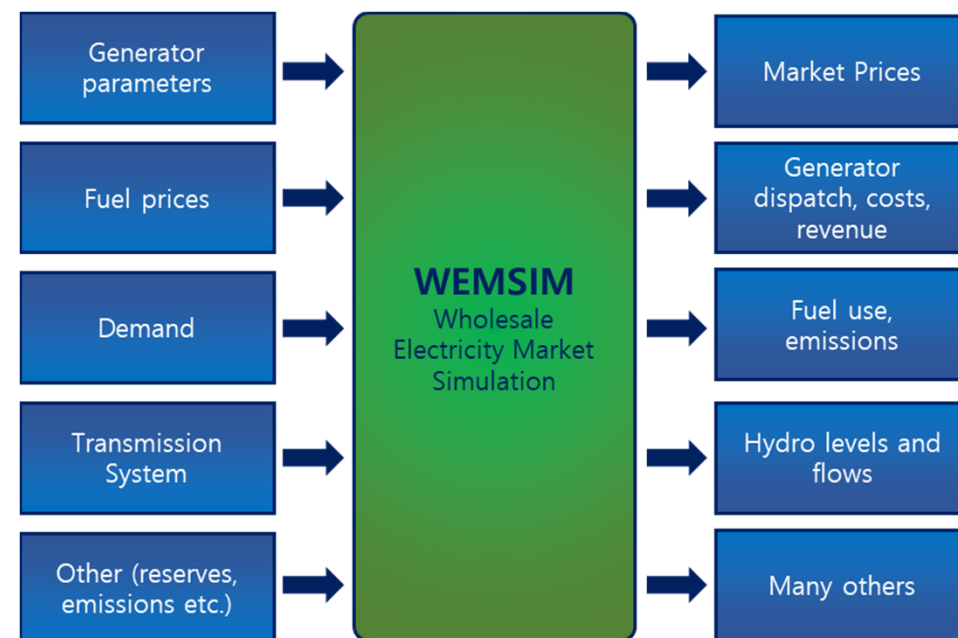 Generator
parameters
Fuel prices
Demand
Transmission
System
Other (reserves,
emissions etc.)
WEMSIM
Wholesale
Electricity Market
Simulation
Market Prices
Generator
dispatch, costs,
revenue
Fuel use,
emissions
Hydro levels and
flows
Many others